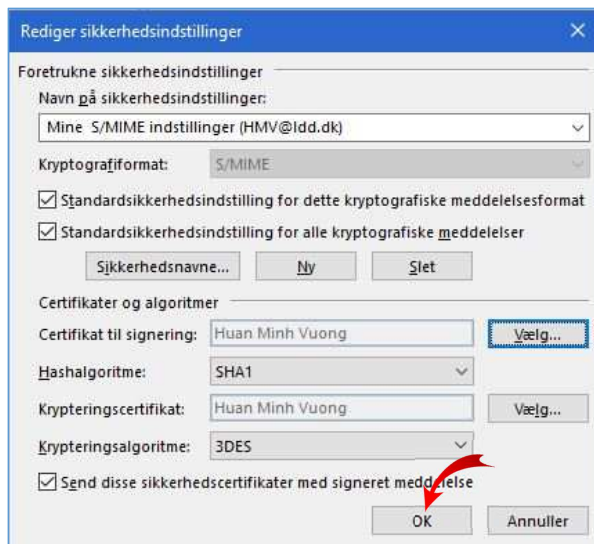 Rediger sikkerhedsindstillinger
Foretrukne sikkerhedsindstillinger
Navn på sikkerhedsindstillinger:
Mine S/MIME indstillinger (HMV@ldd.dk)
Kryptografiformat: S/MIME
Standardsikkerhedsindstilling for dette kryptografiske meddelelsesformat
Standardsikkerhedsindstilling for alle kryptografiske meddelelser
Sikkerhedsnavne... Ny Slet
Certifikater og algoritmer
Certifikat til signering: Huan Minh Vuong Vælg...
Hashalgoritme: SHA1
Krypteringscertifikat: Huan Minh Vuong Vælg...
Krypteringsalgoritme: 3DES
Send disse sikkerhedscertifikater med signeret meddelelse
OK Annuller